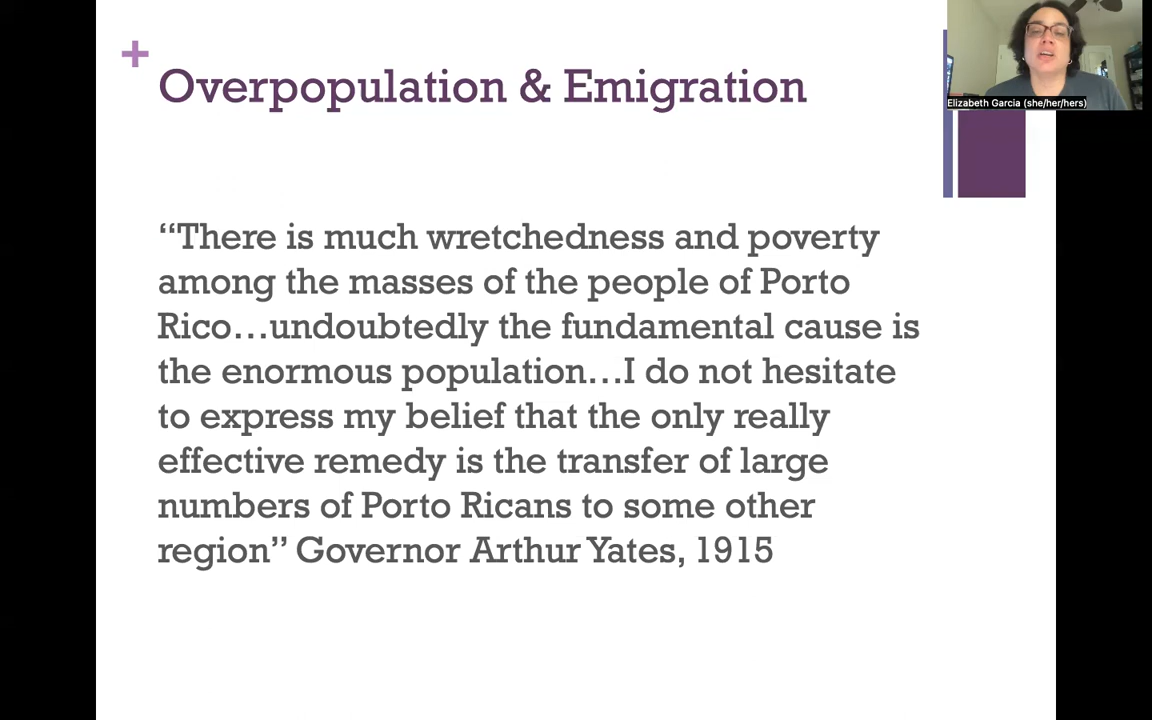 +
Overpopulation & Emigration
Elizabeth Garcia (she/her/hers)
“There is much wretchedness and poverty
among the masses of the people of Porto
Rico…undoubtedly the fundamental cause is
the enormous population…I do not hesitate
to express my belief that the only really
effective remedy is the transfer of large
numbers of Porto Ricans to some other
region” Governor Arthur Yates, 1915